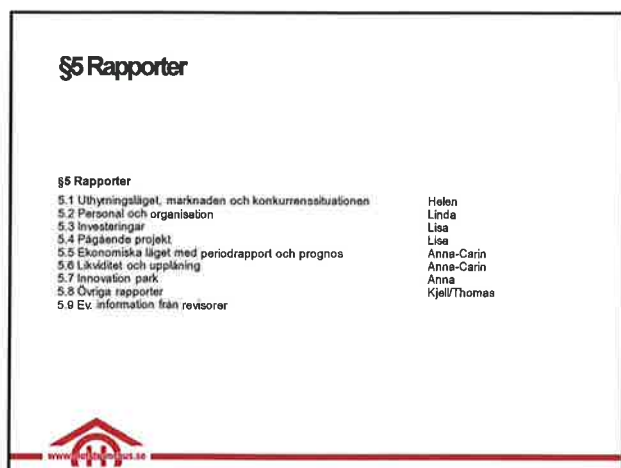 §5 Rapporter
§5 Rapporter
5.1 Uthyrningsläget, marknaden och konkurrenssituationen Helen
5.2 Personal och organisation Linda
5.3 Investeringar Lisa
5.4 Pågående projekt Lisa
5.5 Ekonomiska läget med periodrapport och prognos Anna-Carin
5.6 Likviditet och upplåning Anna-Carin
5.7 Innovation park Anna
5.8 Övriga rapporter Kjell/Thomas
5.9 Ev. information från revisorer